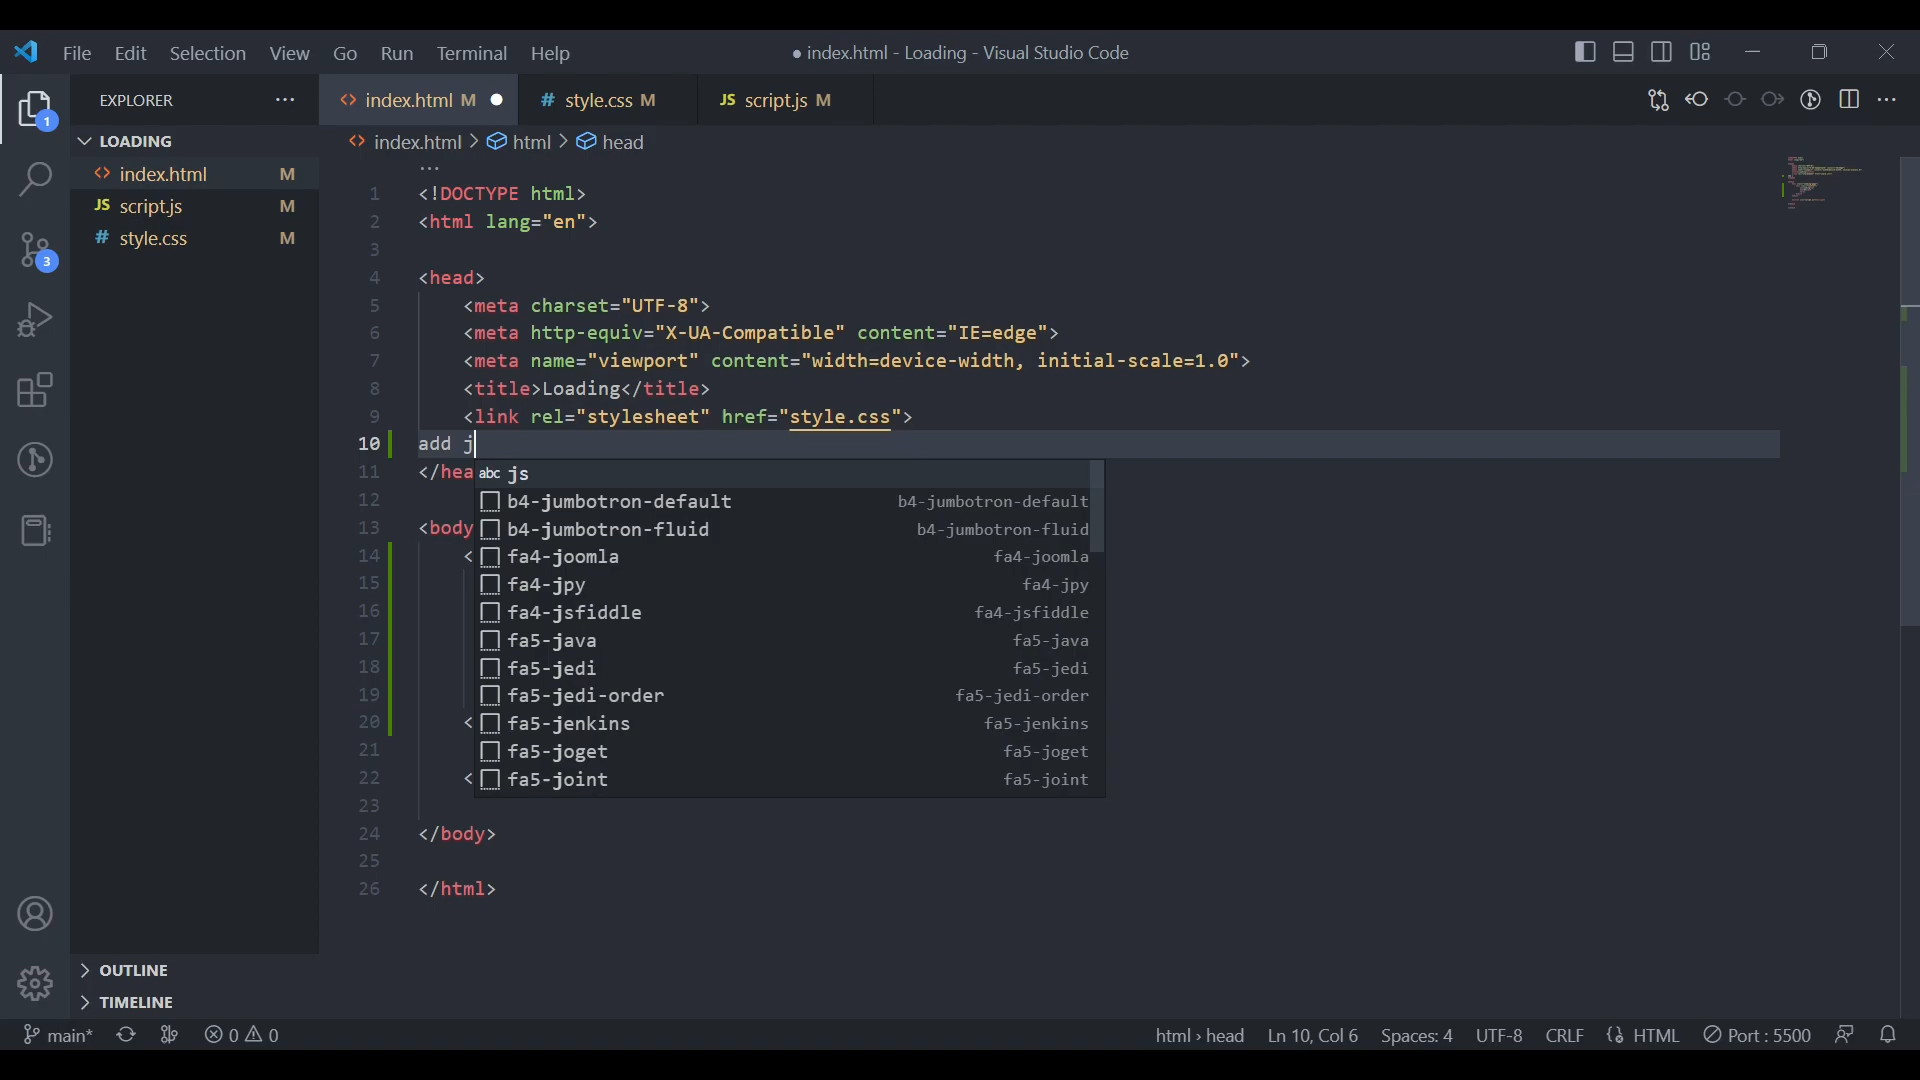 File Edit Selection View Go Run Terminal Help
● index.html - Loading - Visual Studio Code
EXPLORER ...
index.html M
style.css M
JS script.js M
1
LOADING
index.html > html > head
index.html M
JS script.js M
style.css M
3
...
1 <!DOCTYPE html>
2 <html lang="en">
3
4 <head>
5 <meta charset="UTF-8">
6 <meta http-equiv="X-UA-Compatible" content="IE=edge">
7 <meta name="viewport" content="width=device-width, initial-scale=1.0">
8 <title>Loading</title>
9 <link rel="stylesheet" href="style.css">
10 add j
11 </hea
abc js
12
b4-jumbotron-default b4-jumbotron-default
13 <body
b4-jumbotron-fluid b4-jumbotron-fluid
14 <
fa4-joomla fa4-joomla
15
fa4-jpy fa4-jpy
16
fa4-jsfiddle fa4-jsfiddle
17
fa5-java fa5-java
18
fa5-jedi fa5-jedi
19
fa5-jedi-order fa5-jedi-order
20 <
fa5-jenkins fa5-jenkins
21
fa5-joget fa5-joget
22 <
fa5-joint fa5-joint
23
24 </body>
25
26 </html>
OUTLINE
TIMELINE
main* 0 0
html › head Ln 10, Col 6 Spaces: 4 UTF-8 CRLF HTML Port : 5500